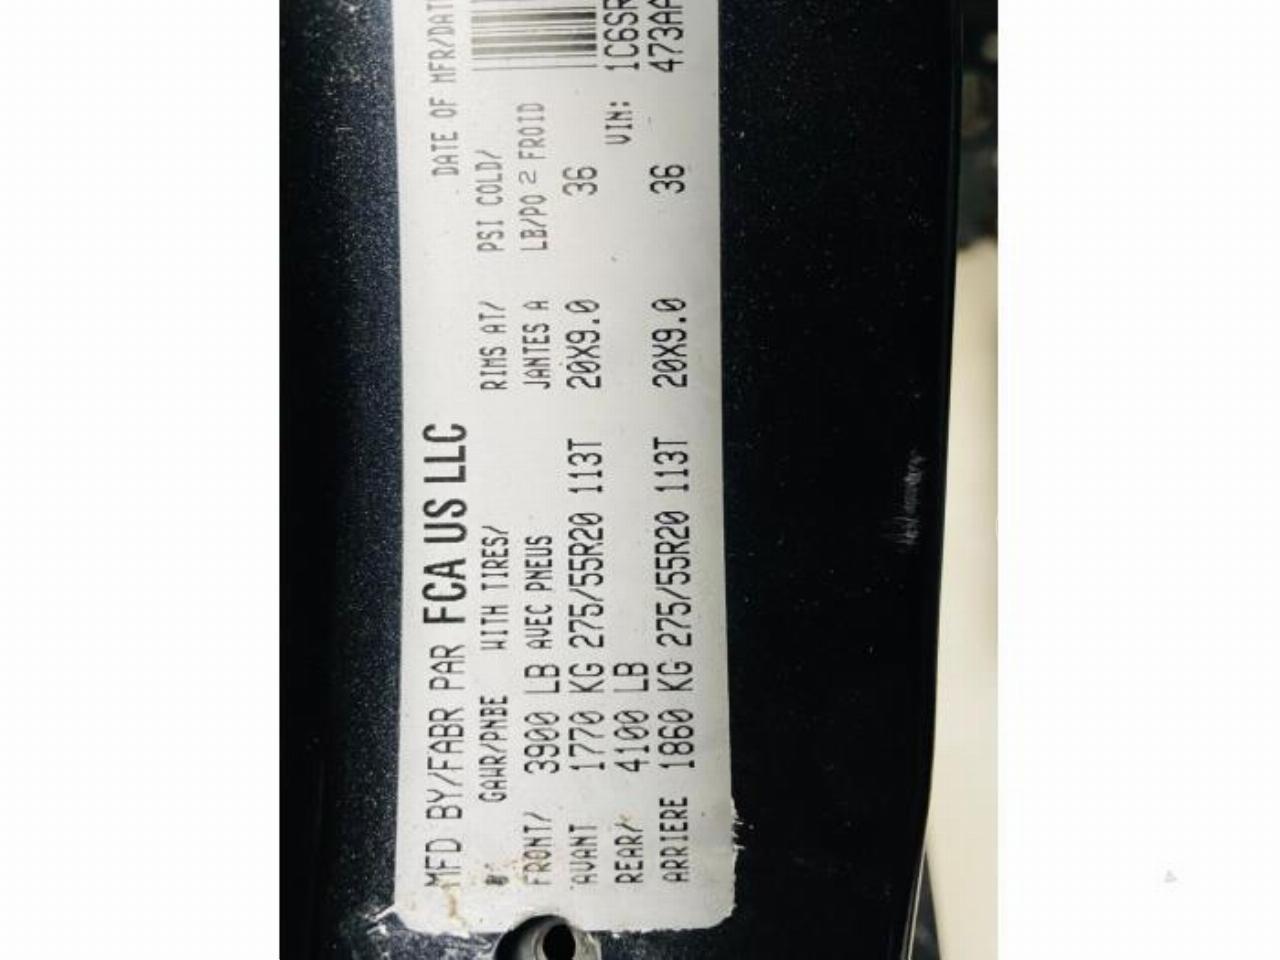 MFD BY/FABR PAR FCA US LLC
DATE OF MFR/DAT
GAWR/PNBE WITH TIRES/ RIMS AT/ PSI COLD/
FRONT/ 3900 LB AVEC PNEUS JANTES A LB/PO 2 FROID
AVANT 1770 KG 275/55R20 113T 20X9.0 36
REAR/ 4100 LB
VIN: 1C6SR
ARRIERE 1860 KG 275/55R20 113T 20X9.0 36
473AA